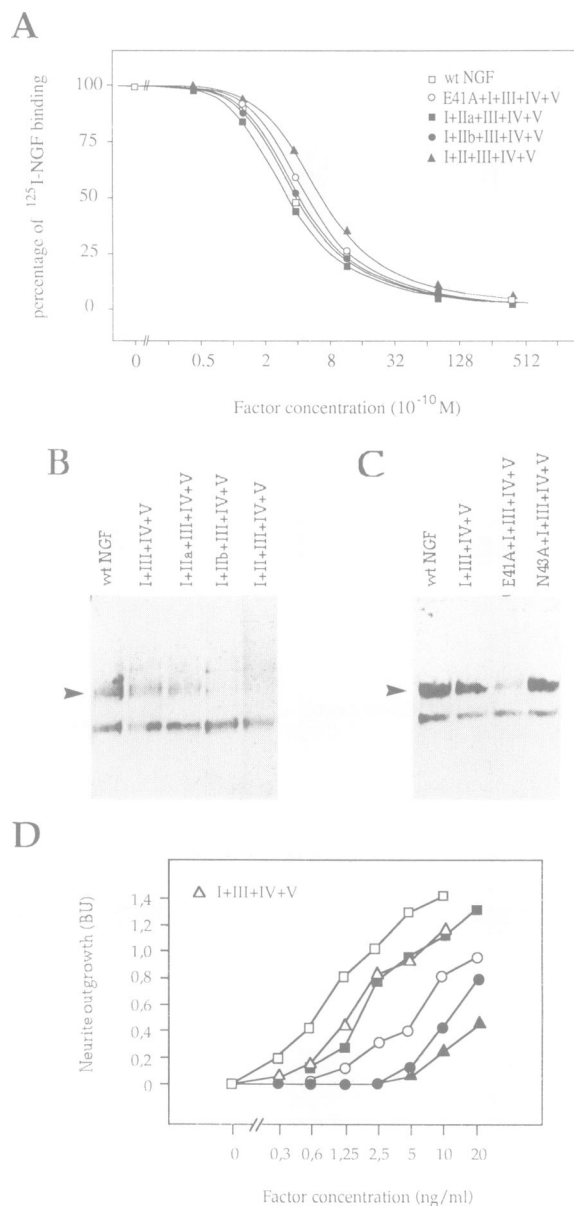 A
percentage of ¹²⁵I-NGF binding
100
75
50
25
0
□ wt NGF
○ E41A+I+III+IV+V
■ I+IIa+III+IV+V
● I+IIb+III+IV+V
▲ I+II+III+IV+V
0 0.5 2 8 32 128 512
Factor concentration (10⁻¹⁰M)
B
wt NGF
I+III+IV+V
I+IIa+III+IV+V
I+IIb+III+IV+V
I+II+III+IV+V
C
wt NGF
I+III+IV+V
E41A+I+III+IV+V
N43A+I+III+IV+V
D
Neurite outgrowth (BU)
△ I+III+IV+V
1,4
1,2
1,0
0,8
0,6
0,4
0,2
0
0 0,3 0,6 1,25 2,5 5 10 20
Factor concentration (ng/ml)